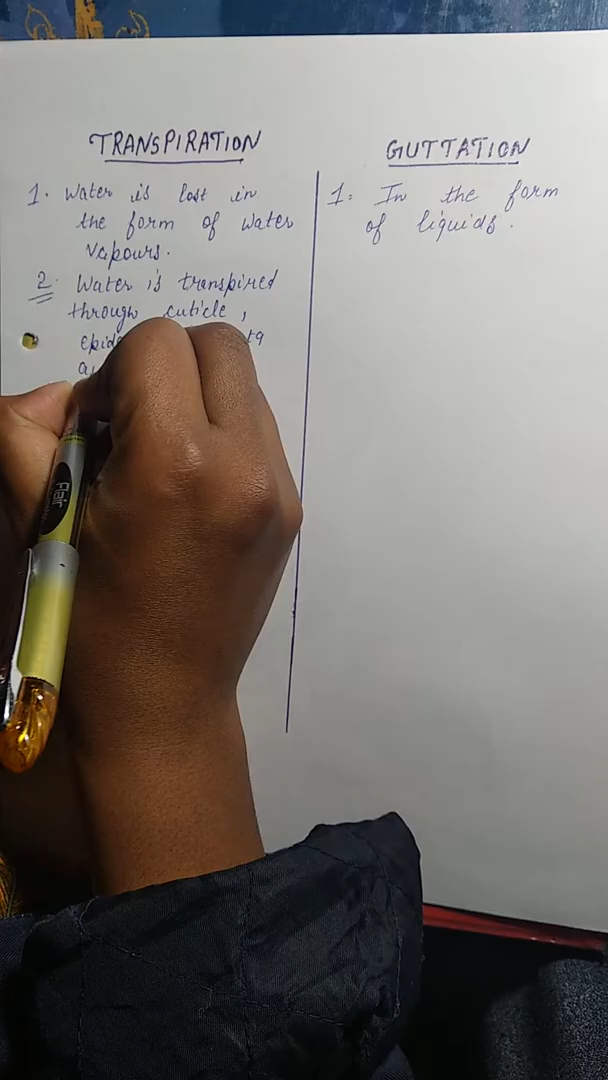 TRANSPIRATION
1. Water is lost in
the form of water
vapours.
2. Water is transpired
through cuticle,
GUTTATION
1. In the form
of liquids.
Flair